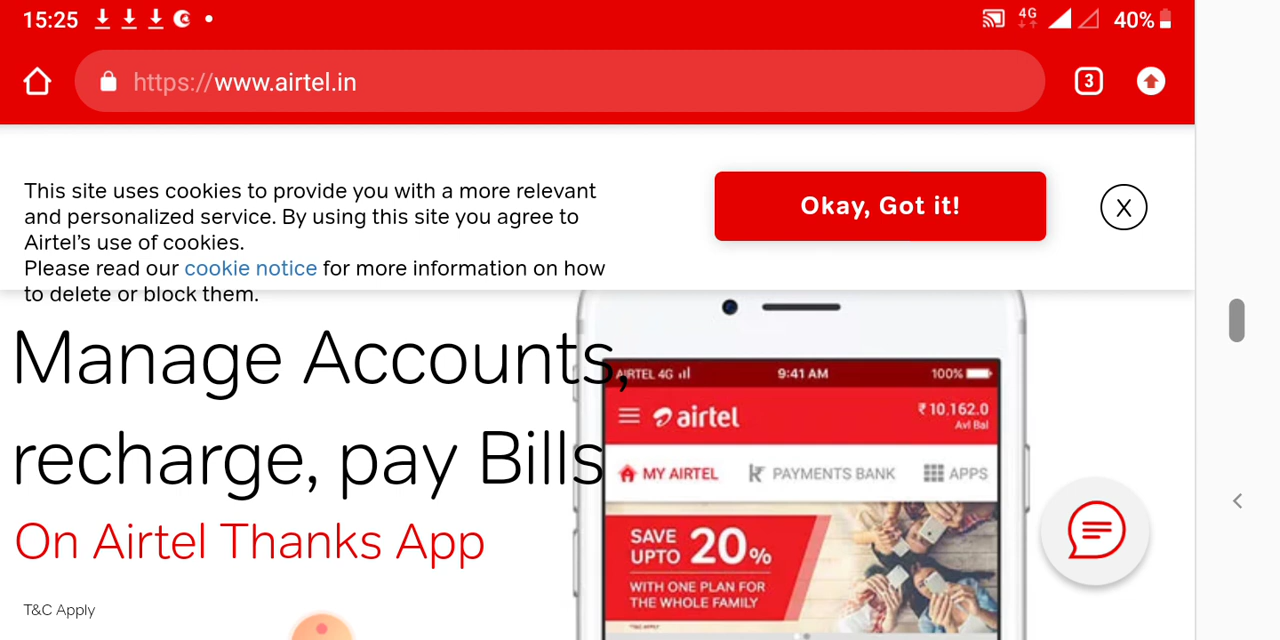 15:25
4G
40%
https://www.airtel.in
3
This site uses cookies to provide you with a more relevant
and personalized service. By using this site you agree to
Airtel's use of cookies.
Please read our cookie notice for more information on how
to delete or block them.
Okay, Got it!
X
Manage Accounts,
recharge, pay Bills
On Airtel Thanks App
T&C Apply
AIRTEL 4G
9:41 AM
100%
airtel
₹ 10,162.0
Avl Bal
MY AIRTEL
PAYMENTS BANK
APPS
SAVE
UPTO 20%
WITH ONE PLAN FOR
THE WHOLE FAMILY
*T&C APPLY